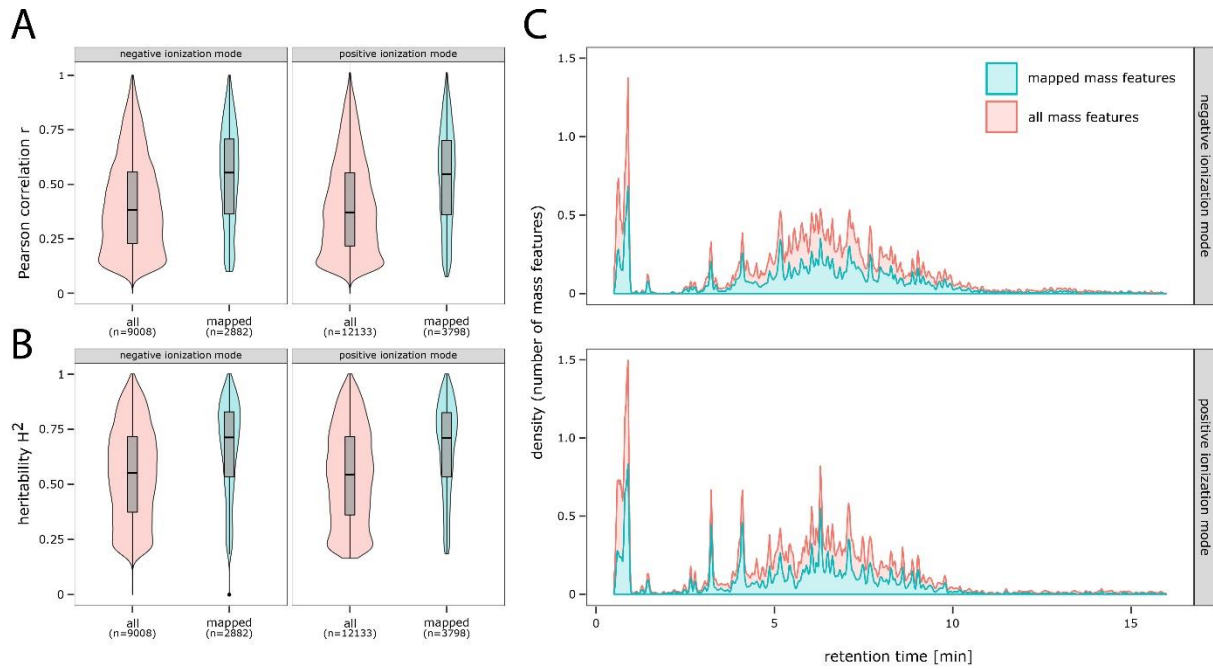 A
negative ionization mode
positive ionization mode
Pearson correlation r
1
0.75
0.50
0.25
0
all
(n=9008)
mapped
(n=2882)
all
(n=12133)
mapped
(n=3798)
B
negative ionization mode
positive ionization mode
heritability H²
1
0.75
0.50
0.25
0
all
(n=9008)
mapped
(n=2882)
all
(n=12133)
mapped
(n=3798)
C
density (number of mass features)
1.5
1.0
0.5
0
mapped mass features
all mass features
negative ionization mode
1.5
1.0
0.5
0
positive ionization mode
0
5
10
15
retention time [min]